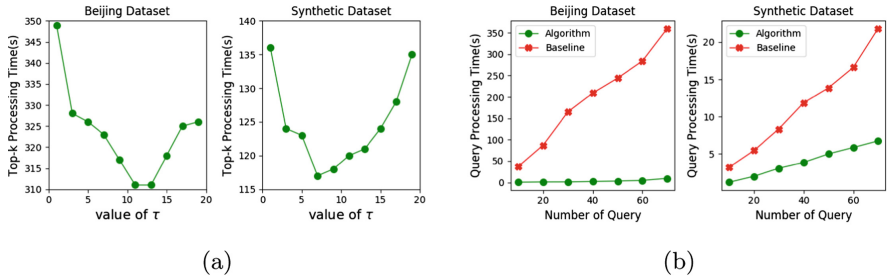 Beijing Dataset
Top-k Processing Time(s)
350
345
340
335
330
325
320
315
310
0
5
10
15
20
value of τ
Synthetic Dataset
Top-k Processing Time(s)
140
135
130
125
120
115
0
5
10
15
20
value of τ
(a)
Beijing Dataset
Query Processing Time(s)
350
300
250
200
150
100
50
0
Algorithm
Baseline
20
40
60
Number of Query
Synthetic Dataset
Query Processing Time(s)
20
15
10
5
Algorithm
Baseline
20
40
60
Number of Query
(b)